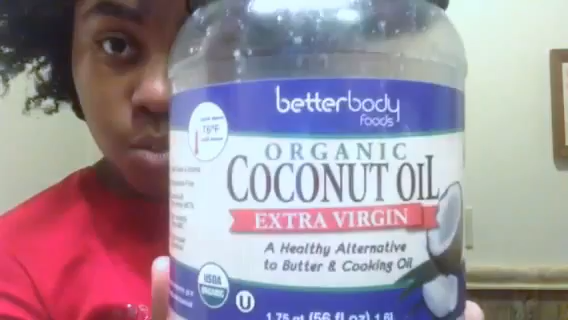 betterbody
foods
76°F
ORGANIC
COCONUT OIL
EXTRA VIRGIN
A Healthy Alternative
to Butter & Cooking Oil
USDA
ORGANIC
U
1.75 qt (56 fl oz) 1.6L